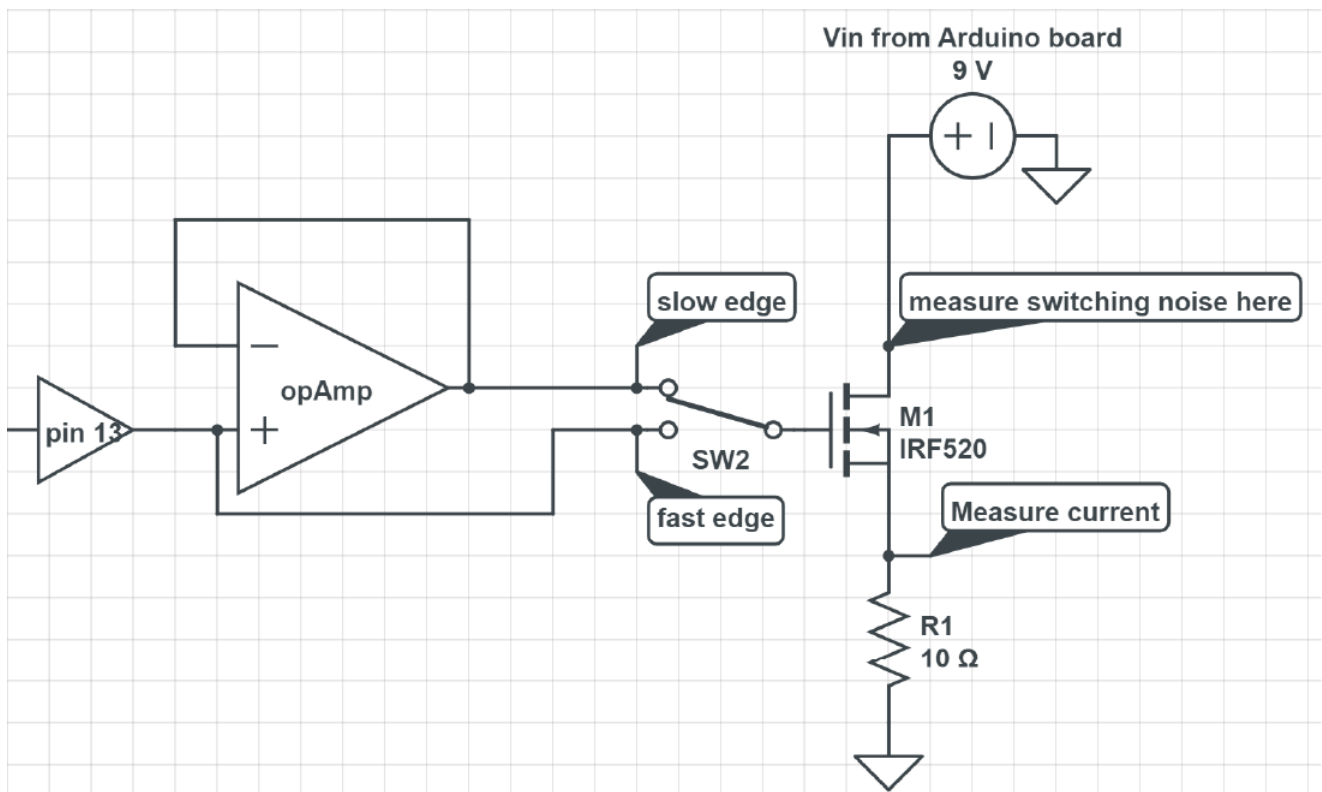 Vin from Arduino board
9 V
slow edge
measure switching noise here
opAmp
pin 13
M1
IRF520
SW2
fast edge
Measure current
R1
10 Ω